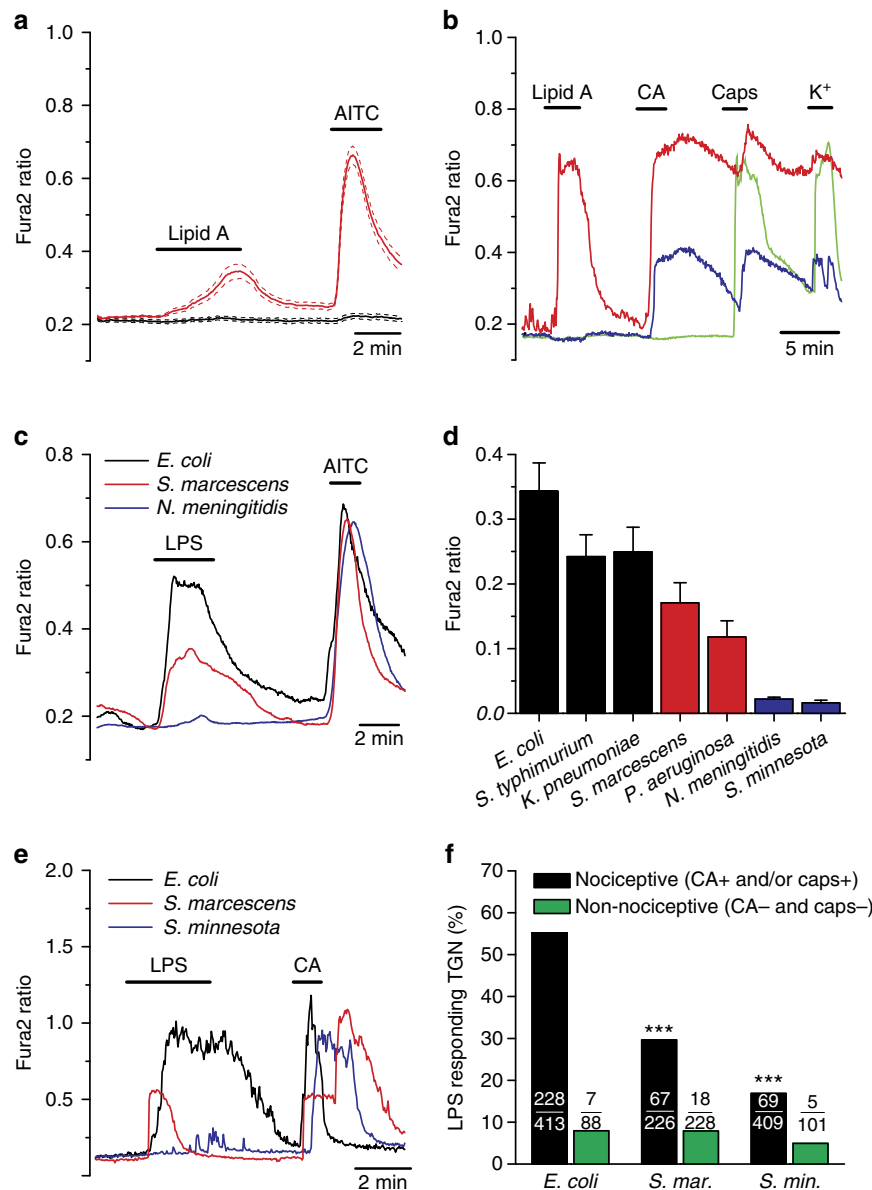 a
1.0
0.8
0.6
0.4
0.2
Fura2 ratio
Lipid A
AITC
2 min
b
1.0
0.8
0.6
0.4
0.2
Fura2 ratio
Lipid A
CA
Caps
K+
5 min
c
0.8
0.6
0.4
0.2
Fura2 ratio
E. coli
S. marcescens
N. meningitidis
LPS
AITC
2 min
d
0.4
0.3
0.2
0.1
0.0
Fura2 ratio
E. coli
S. typhimurium
K. pneumoniae
S. marcescens
P. aeruginosa
N. meningitidis
S. minnesota
e
2.0
1.5
1.0
0.5
0.0
Fura2 ratio
E. coli
S. marcescens
S. minnesota
LPS
CA
2 min
f
70
60
50
40
30
20
10
0
LPS responding TGN (%)
Nociceptive (CA+ and/or caps+)
Non-nociceptive (CA– and caps–)
***
***
228
413
7
88
67
226
18
228
69
409
5
101
E. coli
S. mar.
S. min.